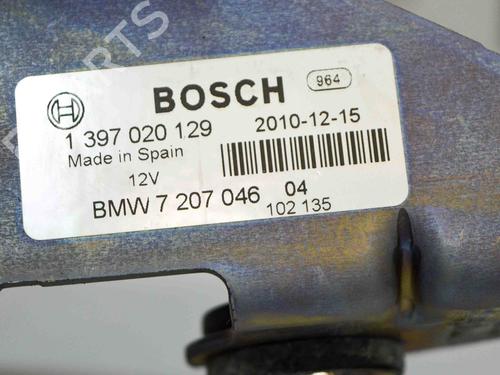 PARTS
BOSCH 964
1 397 020 129 2010-12-15
Made in Spain
12V
BMW 7 207 046 04
102 135